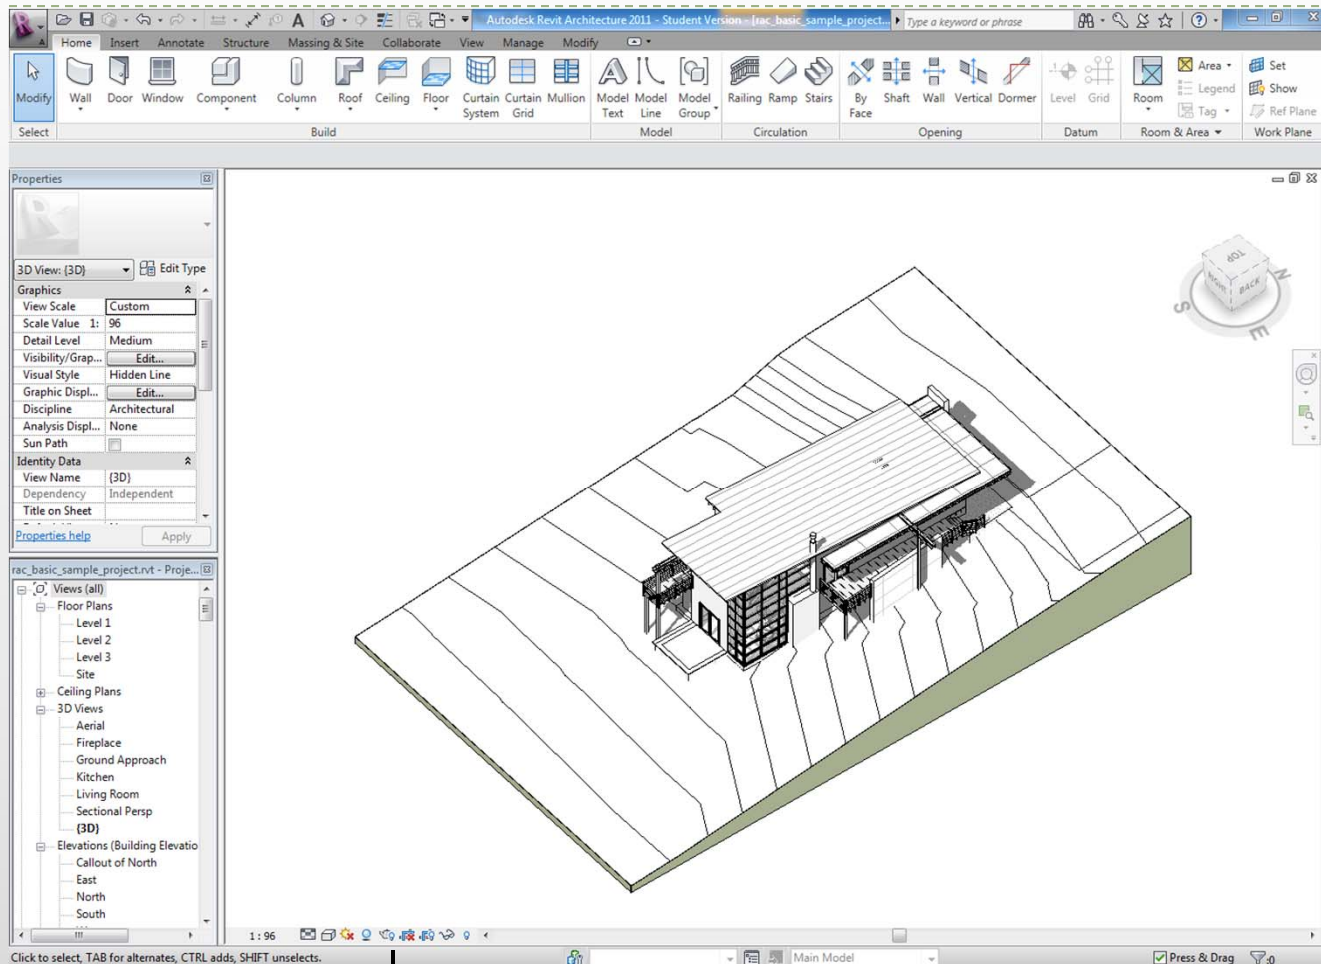 Autodesk Revit Architecture 2011 - Student Version - [rac_basic_sample_project... Type a keyword or phrase
Home Insert Annotate Structure Massing & Site Collaborate View Manage Modify
Modify Wall Door Window Component Column Roof Ceiling Floor Curtain System Curtain Grid Mullion Model Text Model Line Model Group Railing Ramp Stairs By Face Shaft Wall Vertical Dormer Level Grid Room
Area
Legend
Tag
Set
Show
Ref Plane
Select Build Model Circulation Opening Datum Room & Area Work Plane
Properties
3D View: {3D} Edit Type
Graphics
View Scale Custom
Scale Value 1: 96
Detail Level Medium
Visibility/Grap... Edit...
Visual Style Hidden Line
Graphic Displ... Edit...
Discipline Architectural
Analysis Displ... None
Sun Path
Identity Data
View Name {3D}
Dependency Independent
Title on Sheet
Properties help Apply
rac_basic_sample_project.rvt - Proje...
Views (all)
Floor Plans
Level 1
Level 2
Level 3
Site
Ceiling Plans
3D Views
Aerial
Fireplace
Ground Approach
Kitchen
Living Room
Sectional Persp
{3D}
Elevations (Building Elevatio
Callout of North
East
North
South
TOP
RIGHT BACK
N
S
E
1 : 96
Click to select, TAB for alternates, CTRL adds, SHIFT unselects. Main Model Press & Drag :0